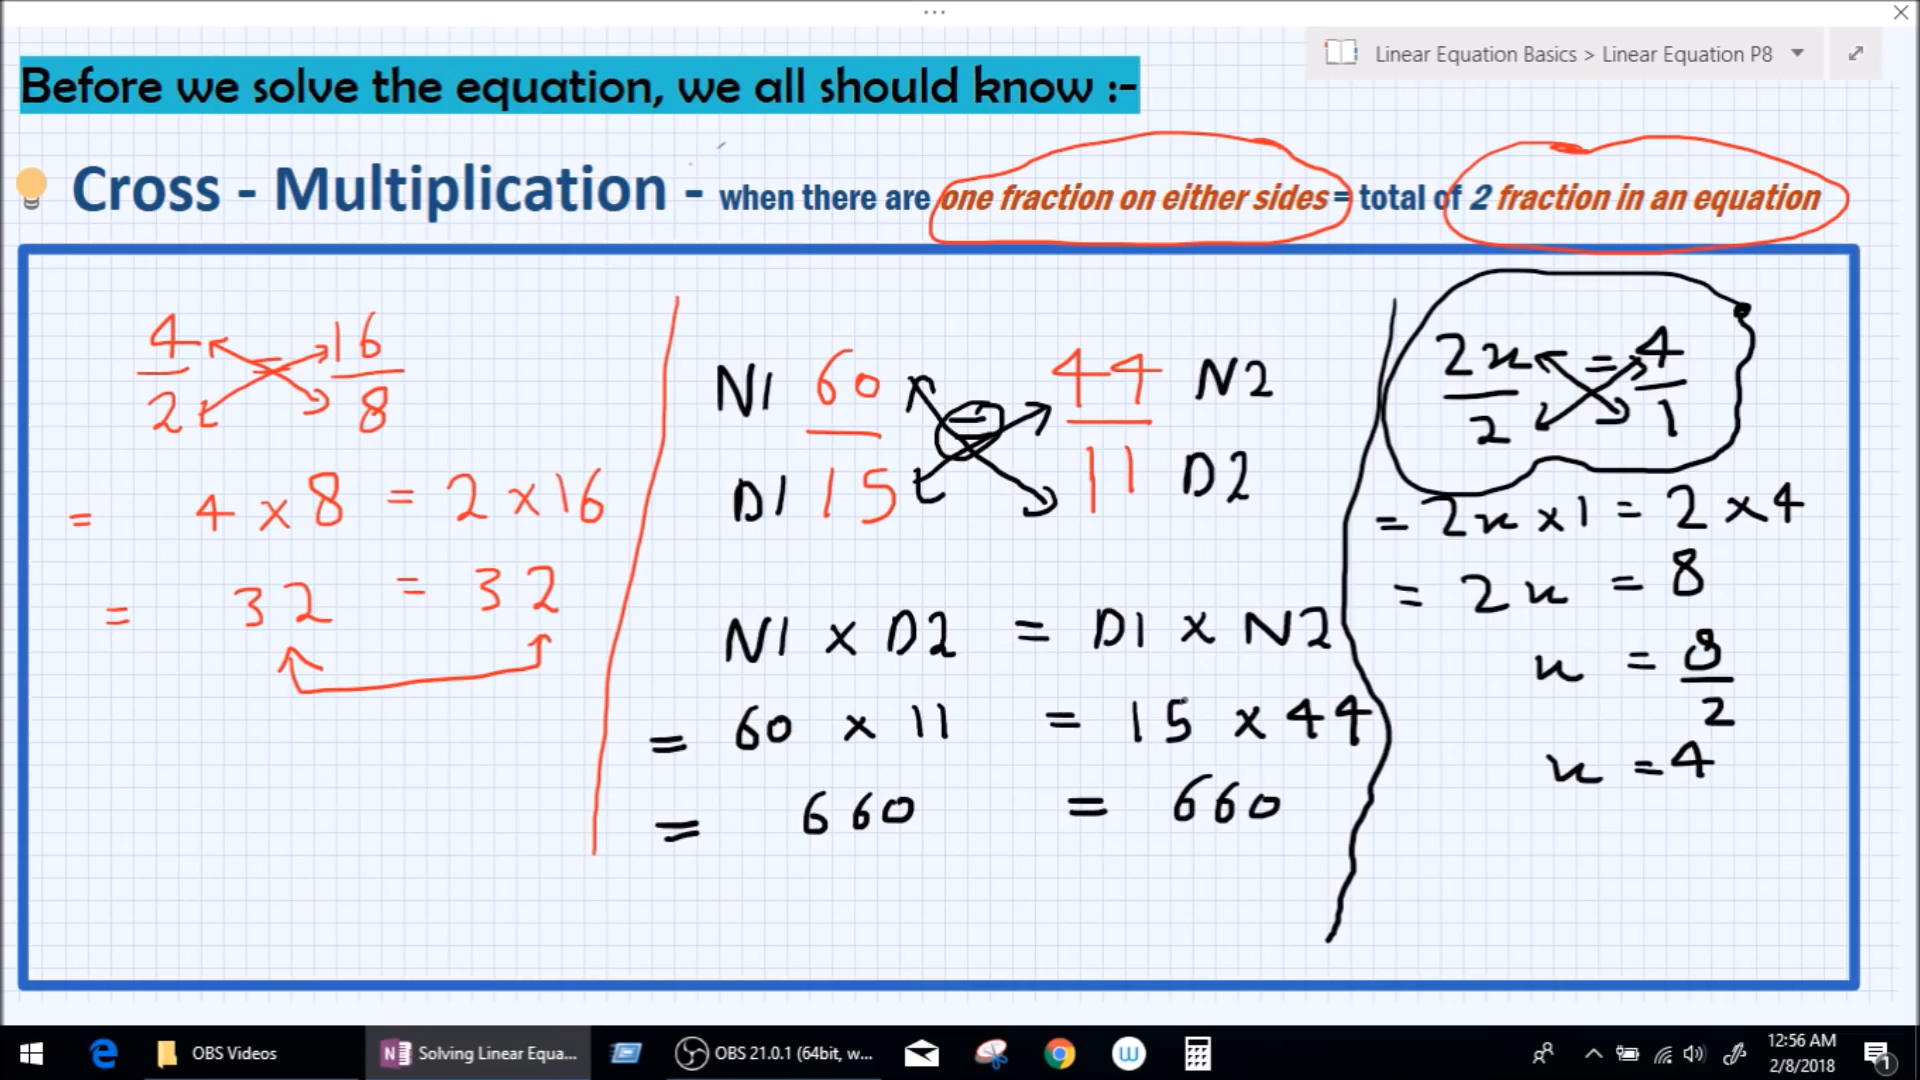 Linear Equation Basics > Linear Equation P8
Before we solve the equation, we all should know :-
Cross - Multiplication - when there are one fraction on either sides = total of 2 fraction in an equation
4/2 = 16/8
= 4 x 8 = 2 x 16
= 32 = 32
N1 60 = 44 N2
D1 15 11 D2
N1 x D2 = D1 x N2
= 60 x 11 = 15 x 44
= 660 = 660
2x/2 = 4/1
= 2x x 1 = 2 x 4
= 2x = 8
x = 8/2
x = 4
OBS Videos
Solving Linear Equa...
OBS 21.0.1 (64bit, w...
12:56 AM
2/8/2018
1